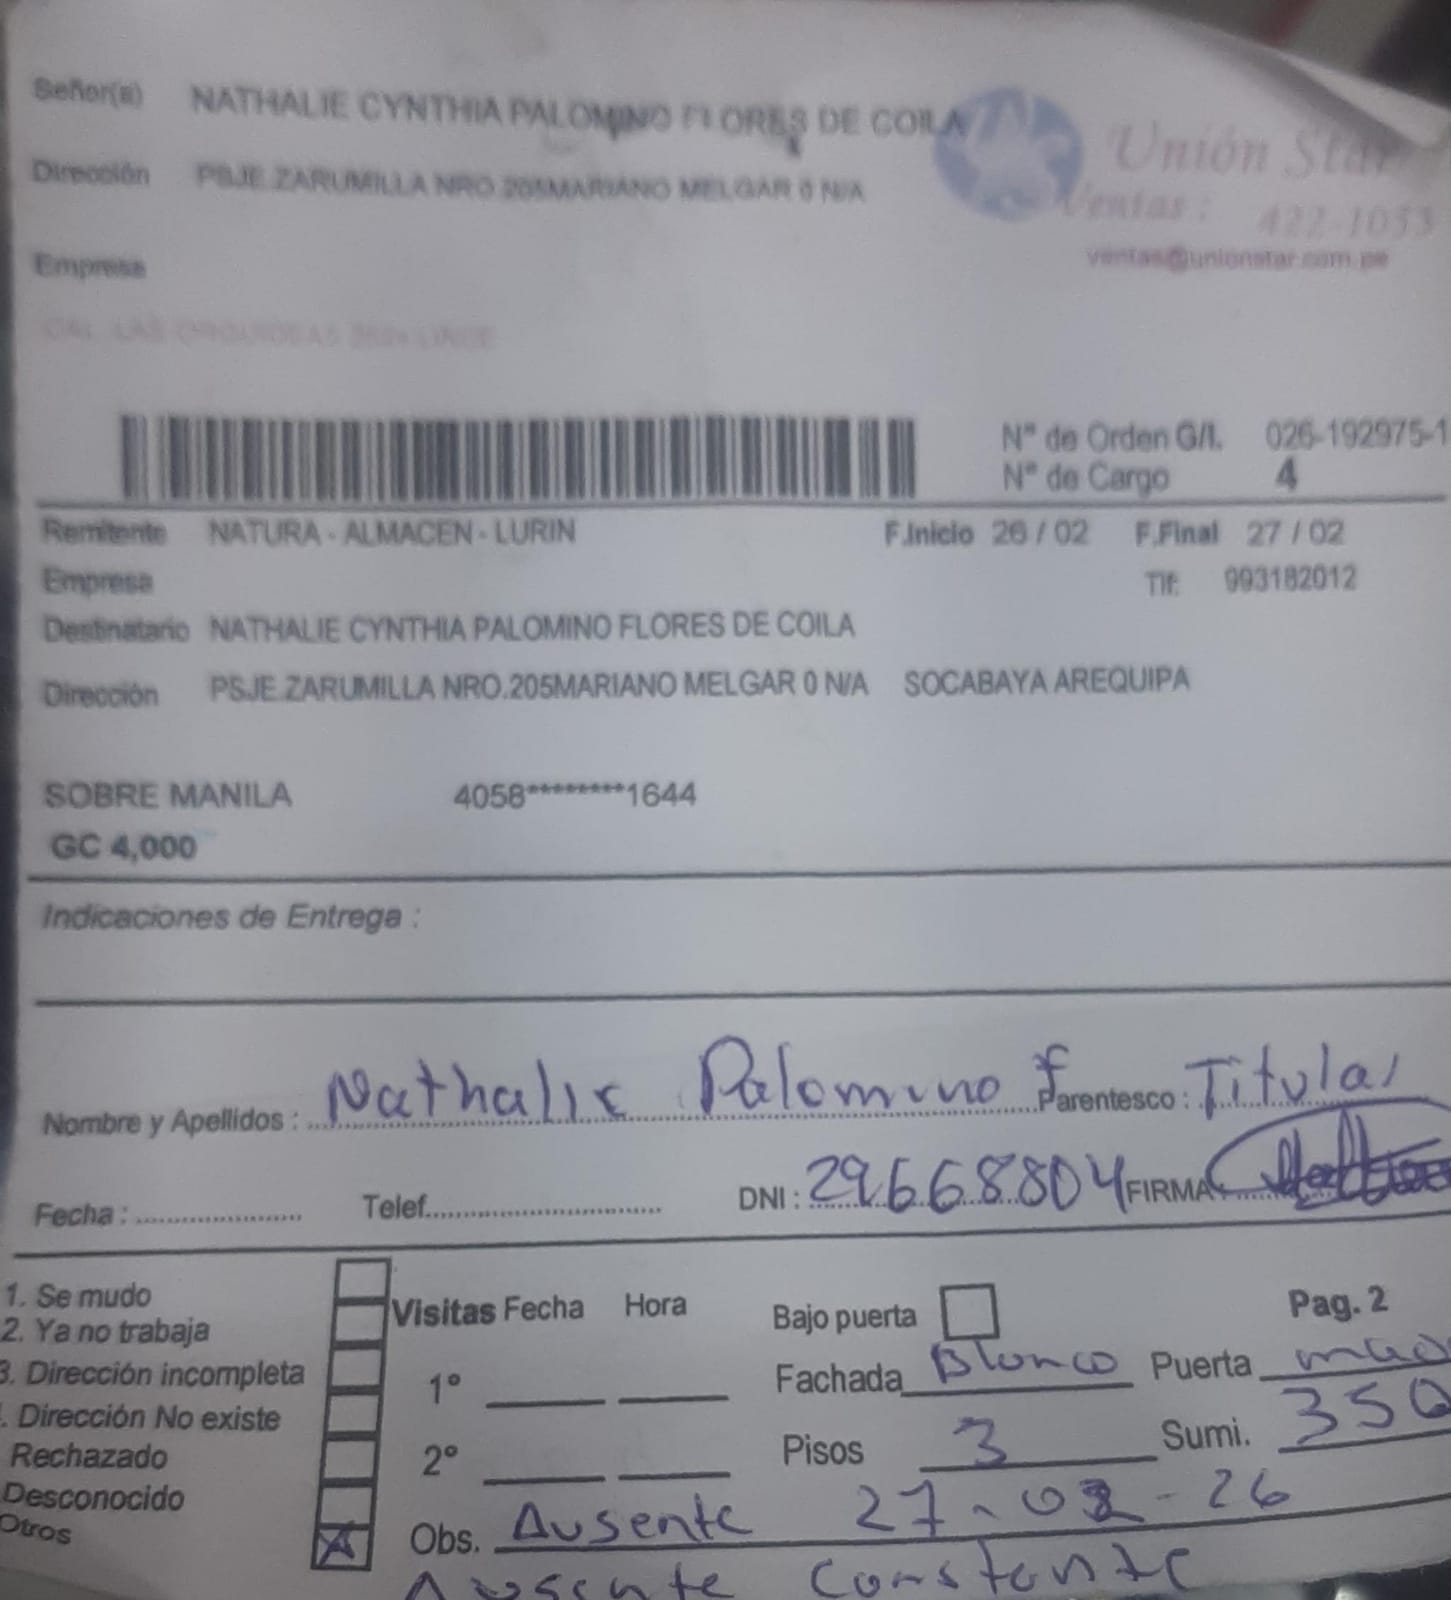 Señor(a) NATHALIE CYNTHIA PALOMINO FLORES DE COILA
Unión Star
Dirección PSJE.ZARUMILLA NRO.205MARIANO MELGAR 0 N/A
Ventas : 422-1053
ventas@unionstar.com.pe
Empresa
CAL. LAS ORQUIDEAS LINCE
N° de Orden G/I. 026-192975-1
N° de Cargo 4
Remitente NATURA - ALMACEN - LURIN F.Inicio 26 / 02 F.Final 27 / 02
Empresa Tlf: 993182012
Destinatario NATHALIE CYNTHIA PALOMINO FLORES DE COILA
Dirección PSJE.ZARUMILLA NRO.205MARIANO MELGAR 0 N/A SOCABAYA AREQUIPA
SOBRE MANILA 4058********1644
GC 4,000
Indicaciones de Entrega :
Nombre y Apellidos : Nathalie Palomino F Parentesco : Titular
Fecha : Telef. DNI : 29668804 FIRMA
1. Se mudo
2. Ya no trabaja
3. Dirección incompleta
. Dirección No existe
Rechazado
Desconocido
Otros
Visitas Fecha Hora
1°
2°
Bajo puerta Pag. 2
Fachada Blanco Puerta
Pisos 3 Sumi. 350
Obs. Ausente 27-02-26
Ausente Constante